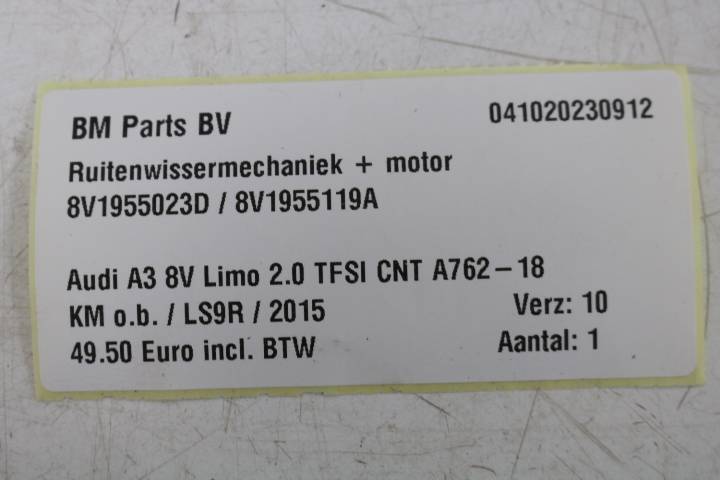 BM Parts BV 041020230912
Ruitenwissermechaniek + motor
8V1955023D / 8V1955119A
Audi A3 8V Limo 2.0 TFSI CNT A762-18
KM o.b. / LS9R / 2015 Verz: 10
49.50 Euro incl. BTW Aantal: 1